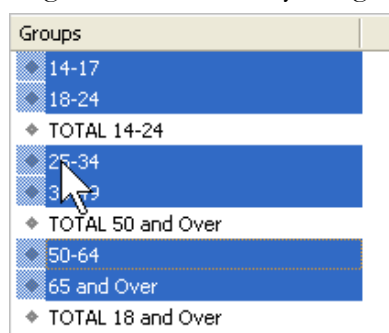 Groups
14-17
18-24
TOTAL 14-24
25-34
TOTAL 50 and Over
50-64
65 and Over
TOTAL 18 and Over